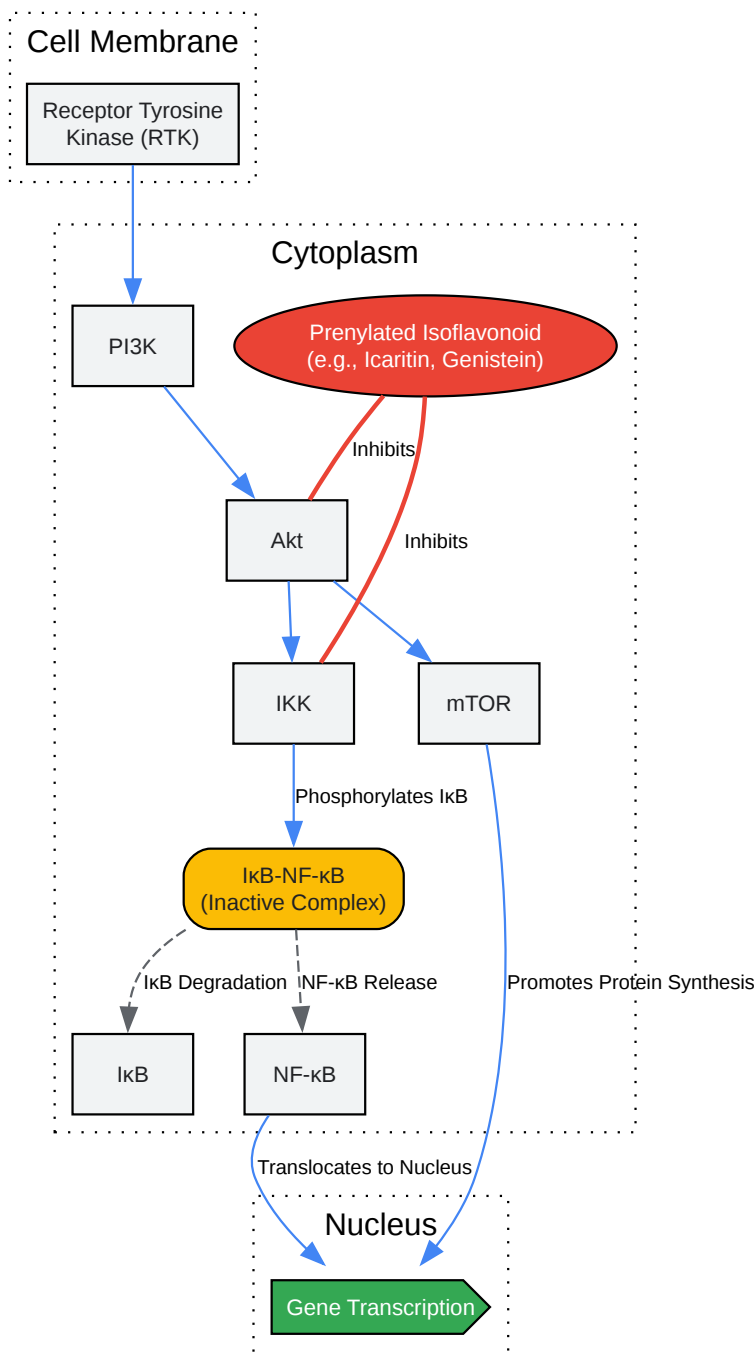 Cell Membrane
Receptor Tyrosine
Kinase (RTK)
Cytoplasm
PI3K
Prenylated Isoflavonoid
(e.g., Icaritin, Genistein)
Inhibits
Akt
Inhibits
IKK
mTOR
Phosphorylates IκB
IκB-NF-κB
(Inactive Complex)
IκB Degradation
NF-κB Release
Promotes Protein Synthesis
IκB
NF-κB
Translocates to Nucleus
Nucleus
Gene Transcription